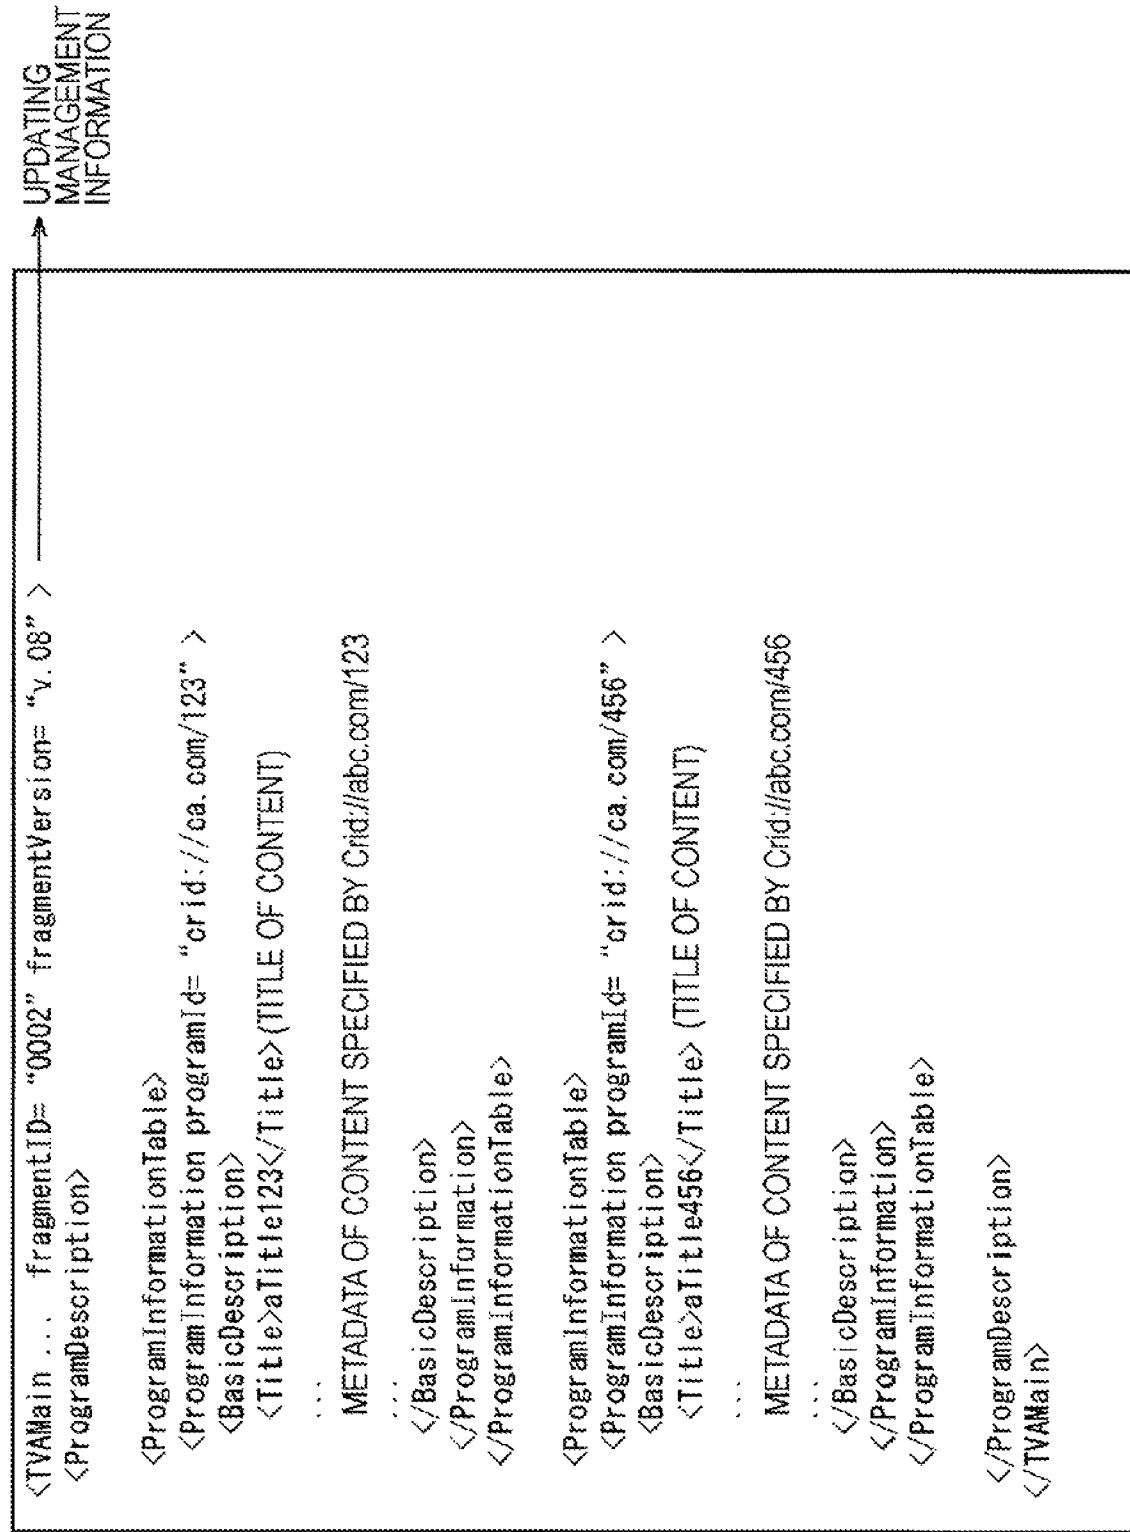 <TVAMain ... fragmentID= “0002” fragmentVersion= “v.08” >
UPDATING
MANAGEMENT
INFORMATION
<ProgramDescription>
<ProgramInformationTable>
<ProgramInformation programId= “crid://ca.com/123” >
<BasicDescription>
<Title>aTitle123</Title>(TITLE OF CONTENT)
...
METADATA OF CONTENT SPECIFIED BY Crid://abc.com/123
...
</BasicDescription>
</ProgramInformation>
</ProgramInformationTable>
<ProgramInformationTable>
<ProgramInformation programId= “crid://ca.com/456” >
<BasicDescription>
<Title>aTitle456</Title> (TITLE OF CONTENT)
...
METADATA OF CONTENT SPECIFIED BY Crid://abc.com/456
...
</BasicDescription>
</ProgramInformation>
</ProgramInformationTable>
</ProgramDescription>
</TVAMain>